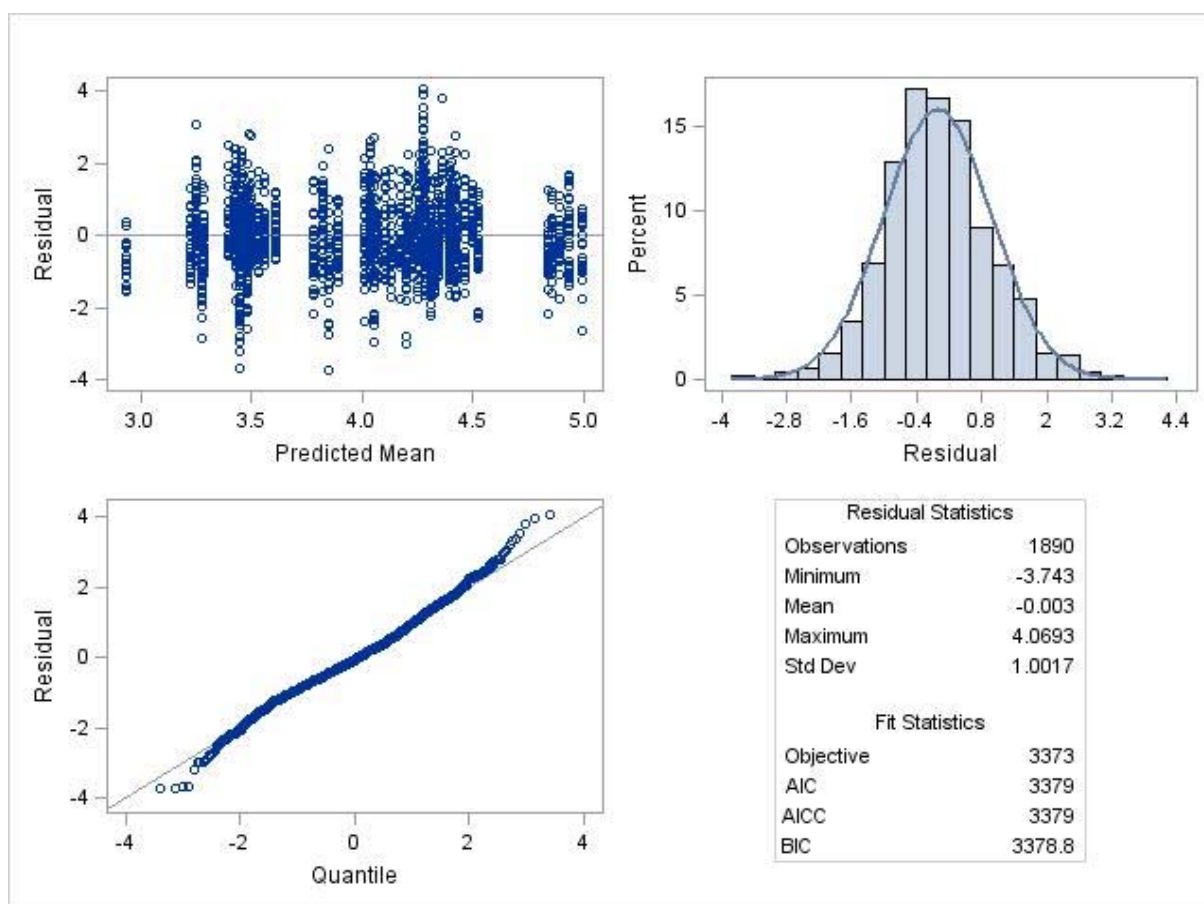 4
2
0
-2
-4
Residual
3.0 3.5 4.0 4.5 5.0
Predicted Mean
15
10
5
0
Percent
-4 -2.8 -1.6 -0.4 0.8 2 3.2 4.4
Residual
4
2
0
-2
-4
Residual
-4 -2 0 2 4
Quantile
Residual Statistics
Observations 1890
Minimum -3.743
Mean -0.003
Maximum 4.0693
Std Dev 1.0017
Fit Statistics
Objective 3373
AIC 3379
AICC 3379
BIC 3378.8